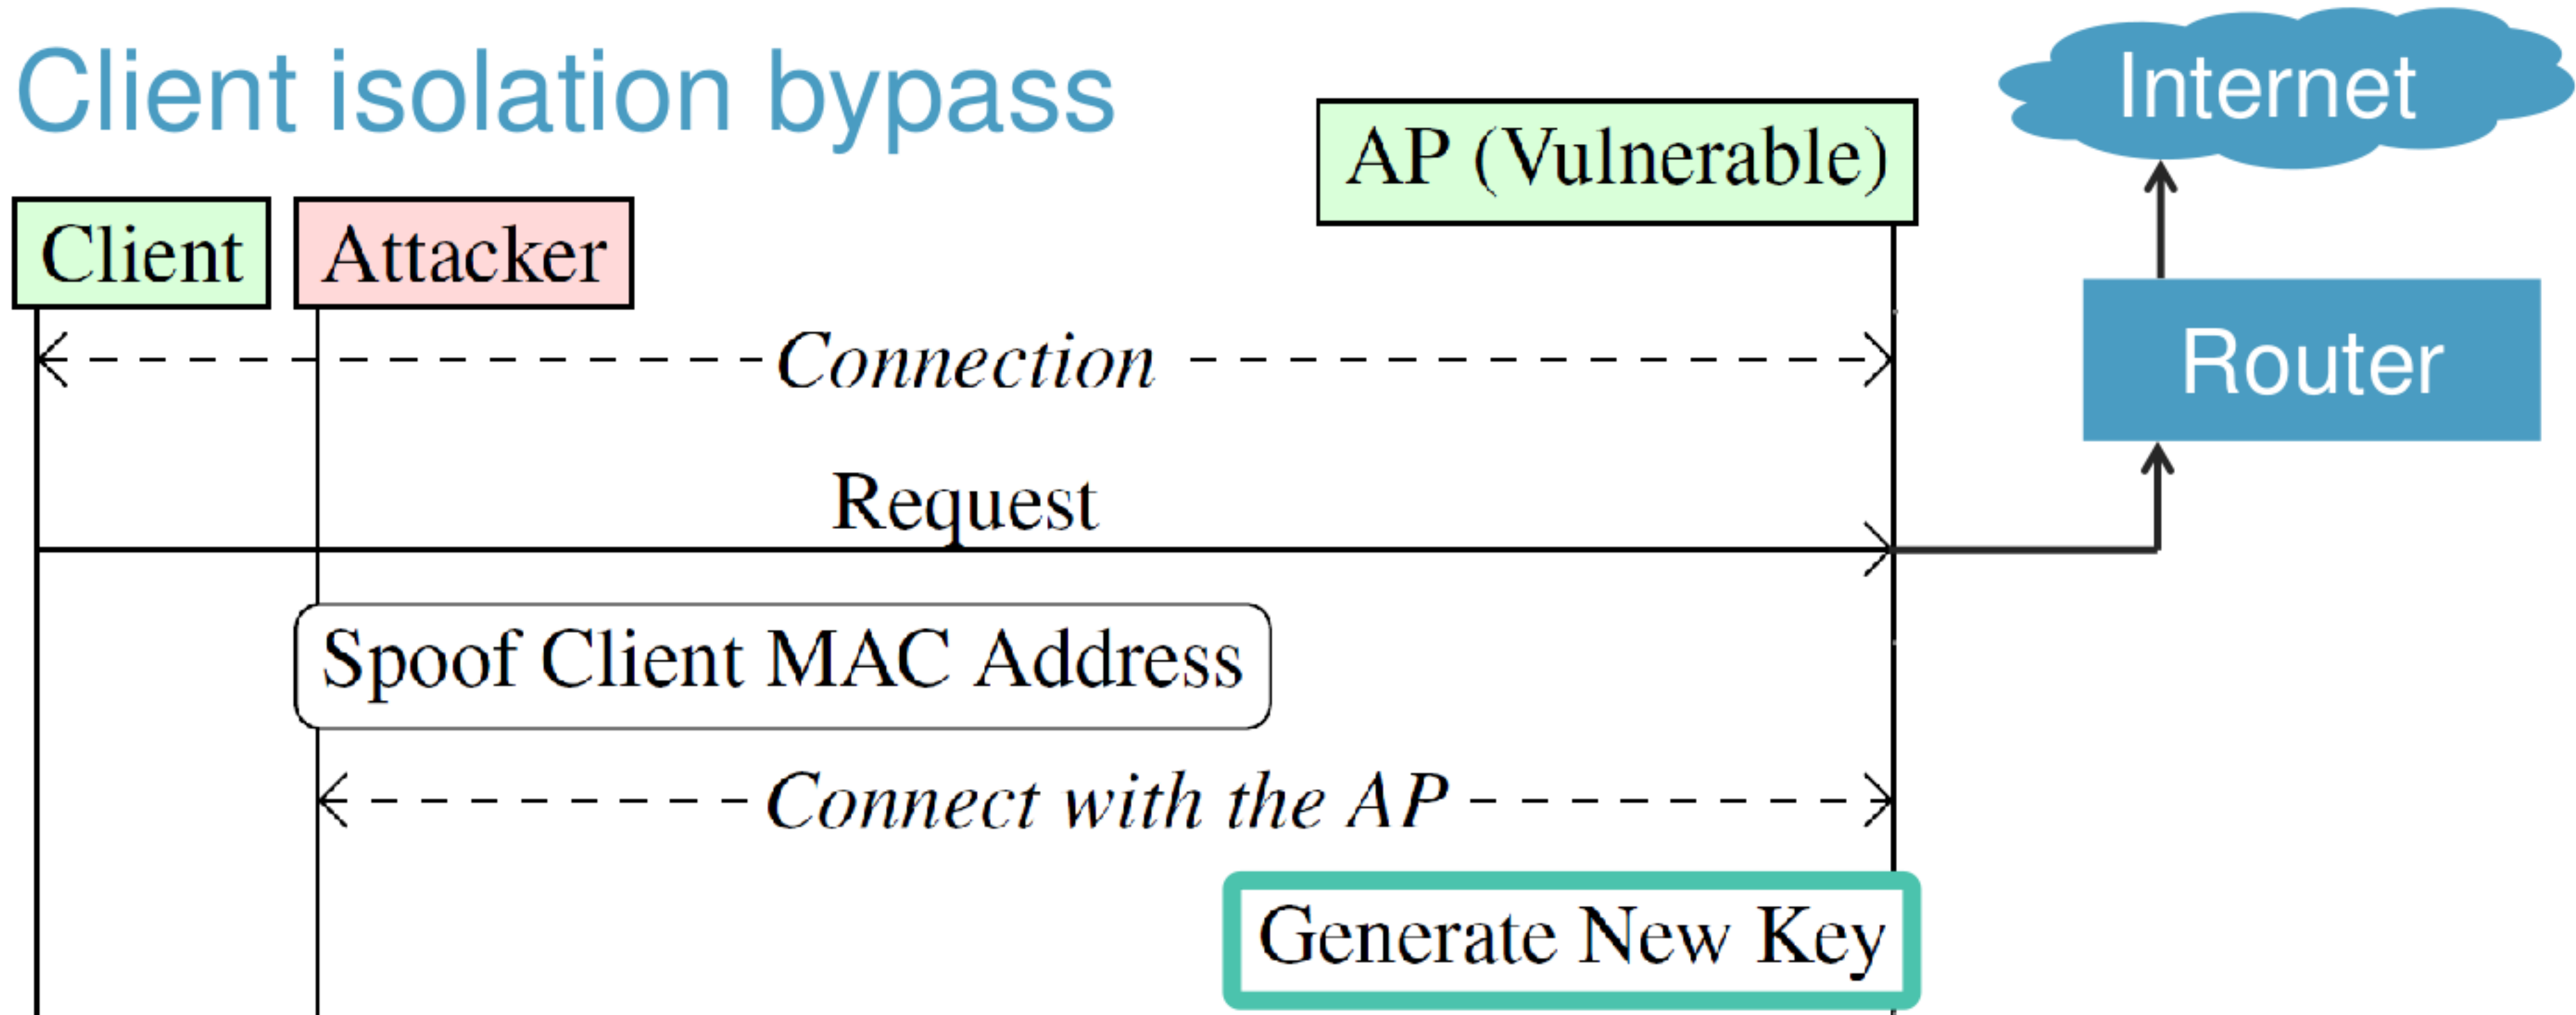 Client isolation bypass
Internet
AP (Vulnerable)
Client
Attacker
Connection
Router
Request
Spoof Client MAC Address
Connect with the AP
Generate New Key